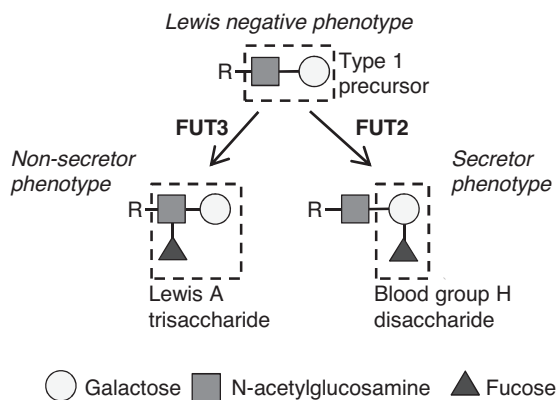 Lewis negative phenotype
R
Type 1
precursor
FUT3
FUT2
Non-secretor
phenotype
Secretor
phenotype
R
R
Lewis A
trisaccharide
Blood group H
disaccharide
Galactose
N-acetylglucosamine
Fucose